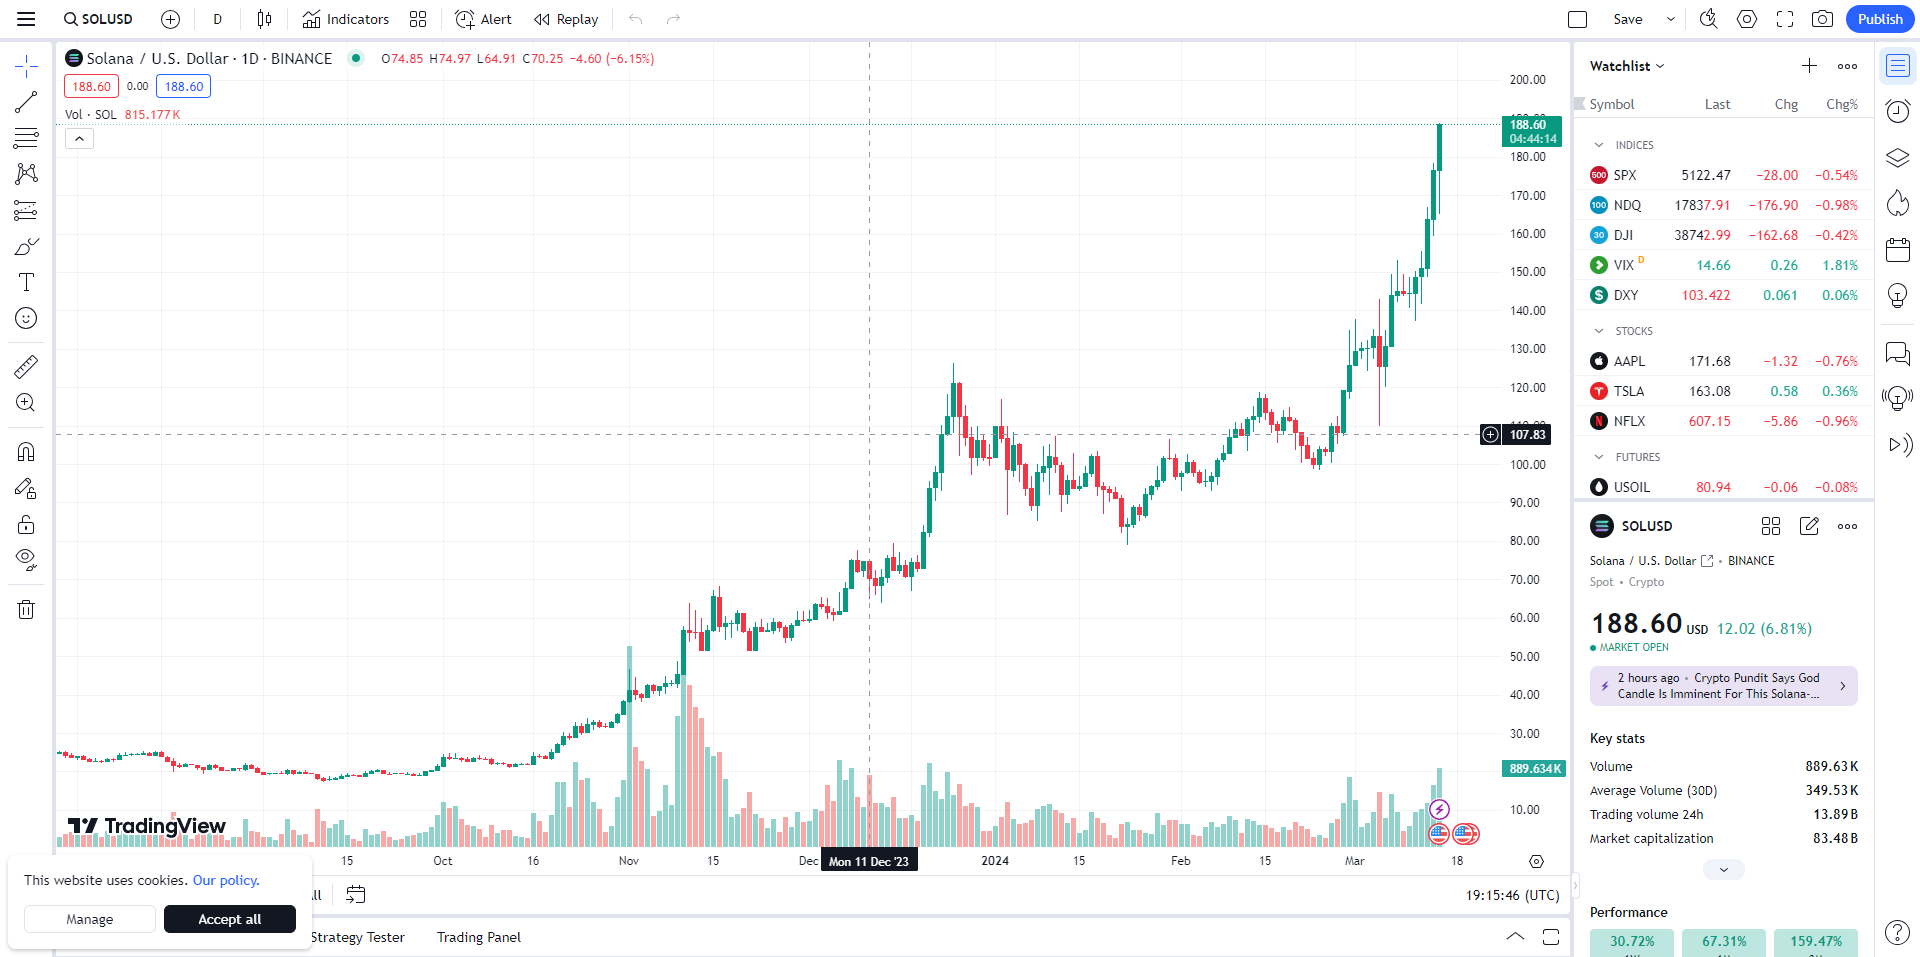 SOLUSD
D
Indicators
Alert
Replay
Save
Publish
Solana / U.S. Dollar · 1D · BINANCE
O74.85 H74.97 L64.91 C70.25 −4.60 (−6.15%)
188.60
0.00
188.60
Vol · SOL 815.177 K
200.00
188.60
04:44:14
180.00
170.00
160.00
150.00
140.00
130.00
120.00
107.83
100.00
90.00
80.00
70.00
60.00
50.00
40.00
30.00
889.634 K
10.00
TradingView
15
Oct
16
Nov
15
Dec
Mon 11 Dec '23
2024
15
Feb
15
Mar
18
19:15:46 (UTC)
This website uses cookies. Our policy.
Manage
Accept all
Strategy Tester
Trading Panel
Watchlist
Symbol Last Chg Chg%
INDICES
500 SPX 5122.47 −28.00 −0.54%
100 NDQ 17837.91 −176.90 −0.98%
30 DJI 38742.99 −162.68 −0.42%
VIX D 14.66 0.26 1.81%
$ DXY 103.422 0.061 0.06%
STOCKS
AAPL 171.68 −1.32 −0.76%
TSLA 163.08 0.58 0.36%
N NFLX 607.15 −5.86 −0.96%
FUTURES
USOIL 80.94 −0.06 −0.08%
SOLUSD
Solana / U.S. Dollar • BINANCE
Spot • Crypto
188.60 USD 12.02 (6.81%)
MARKET OPEN
2 hours ago • Crypto Pundit Says God
Candle Is Imminent For This Solana-...
Key stats
Volume 889.63 K
Average Volume (30D) 349.53 K
Trading volume 24h 13.89 B
Market capitalization 83.48 B
Performance
30.72% 67.31% 159.47%